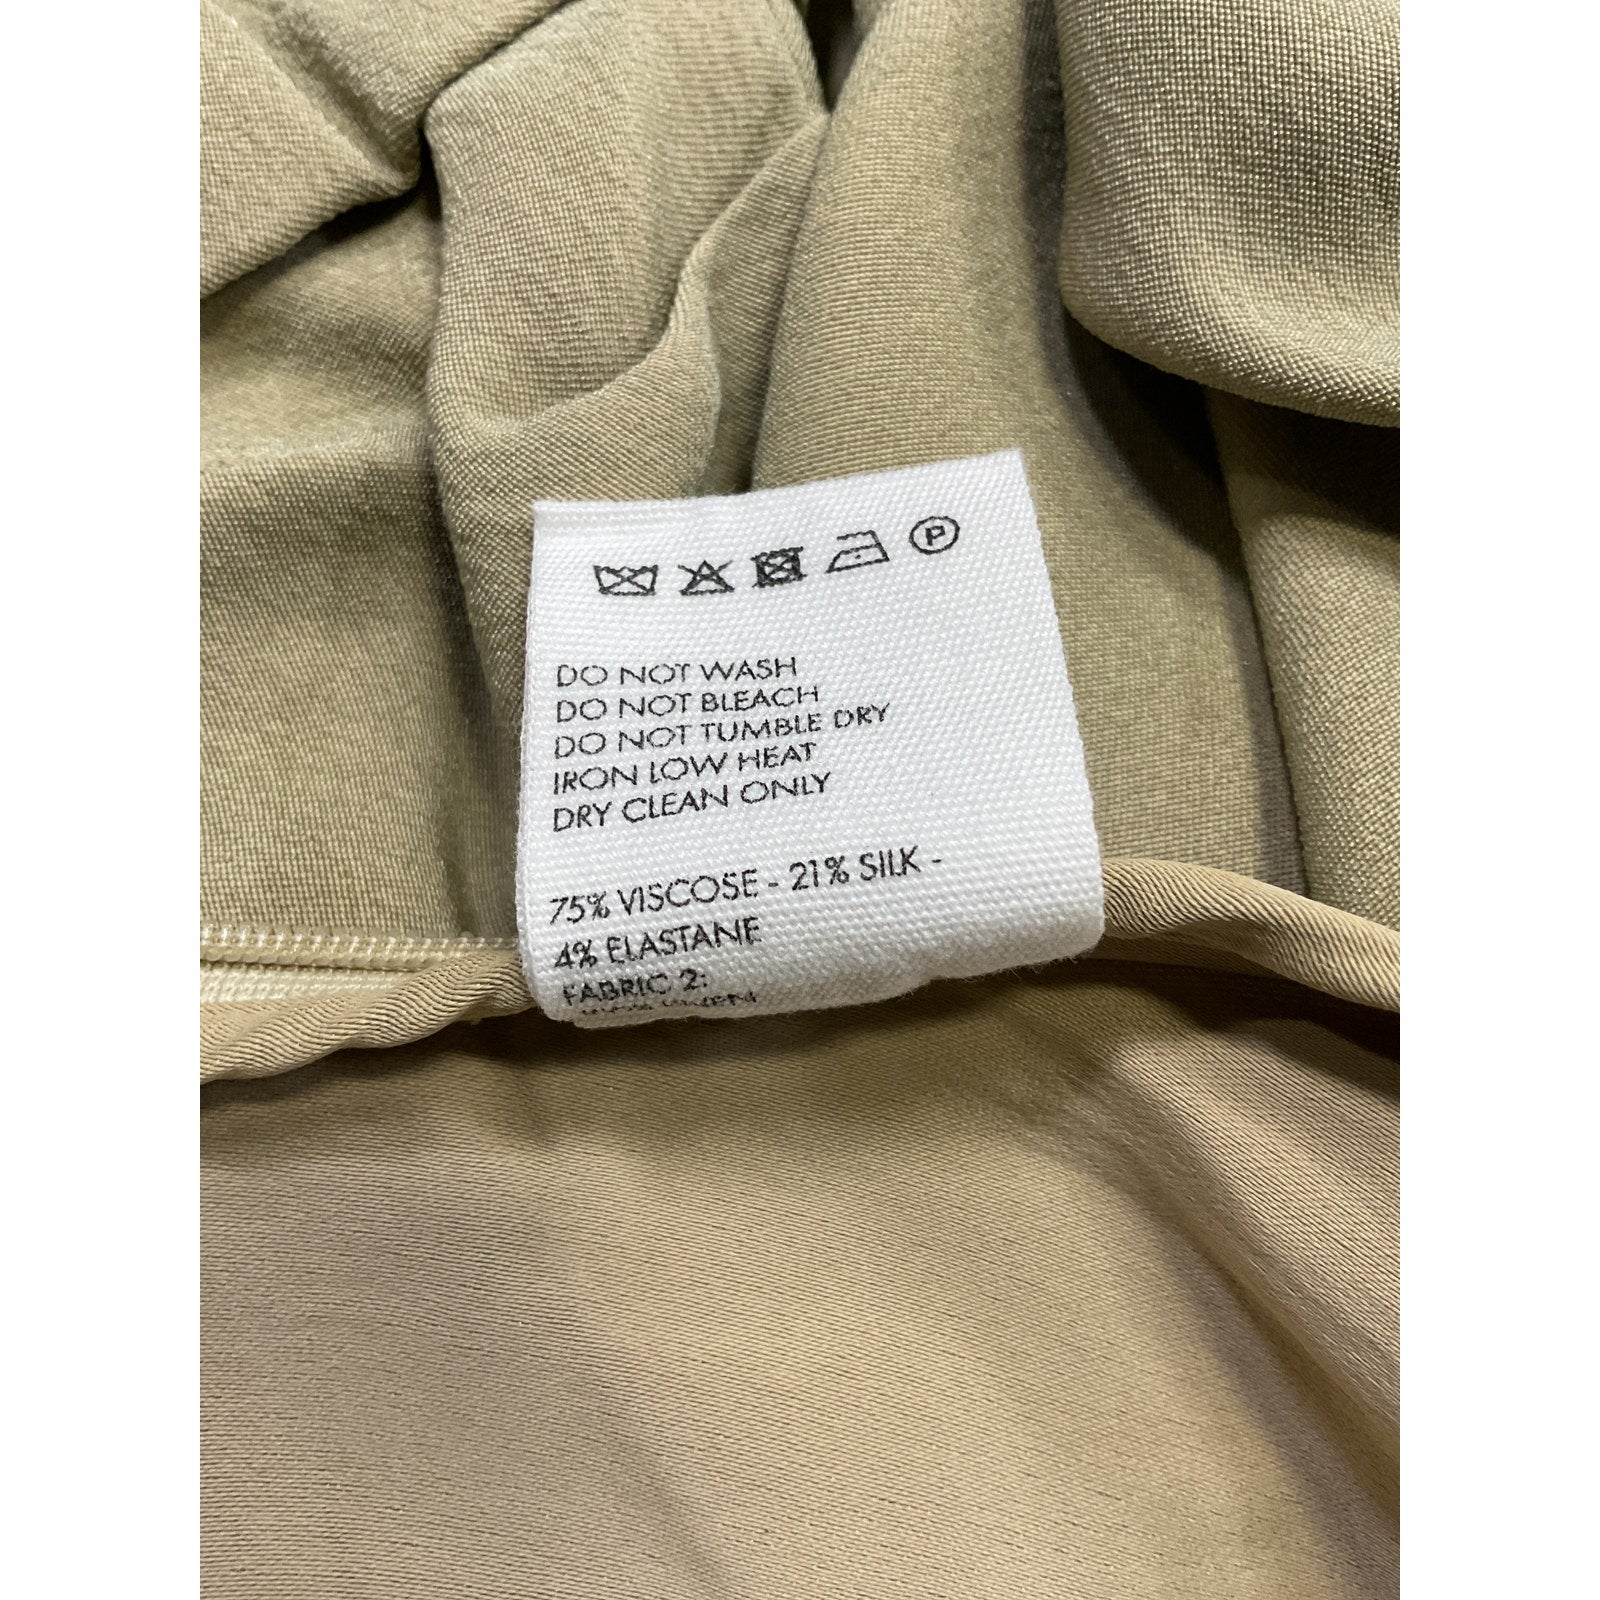 P
DO NOT WASH
DO NOT BLEACH
DO NOT TUMBLE DRY
IRON LOW HEAT
DRY CLEAN ONLY
75% VISCOSE - 21% SILK -
4% ELASTANE
FABRIC 2: